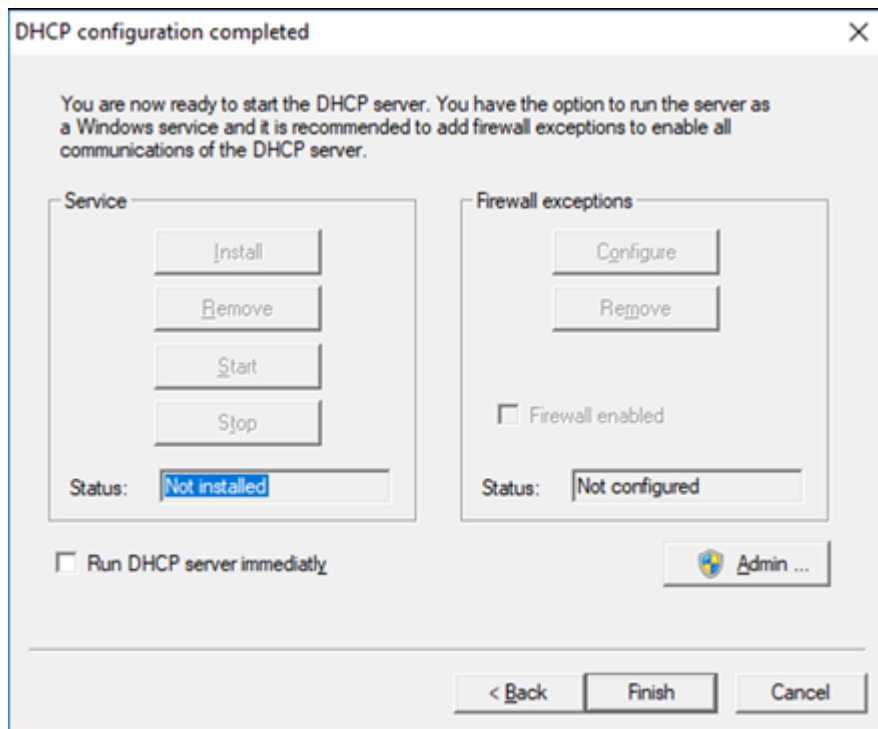 DHCP configuration completed
You are now ready to start the DHCP server. You have the option to run the server as
a Windows service and it is recommended to add firewall exceptions to enable all
communications of the DHCP server.
Service
Install
Remove
Start
Stop
Status: Not installed
Firewall exceptions
Configure
Remove
Firewall enabled
Status: Not configured
Run DHCP server immediatly
Admin ...
< Back
Finish
Cancel